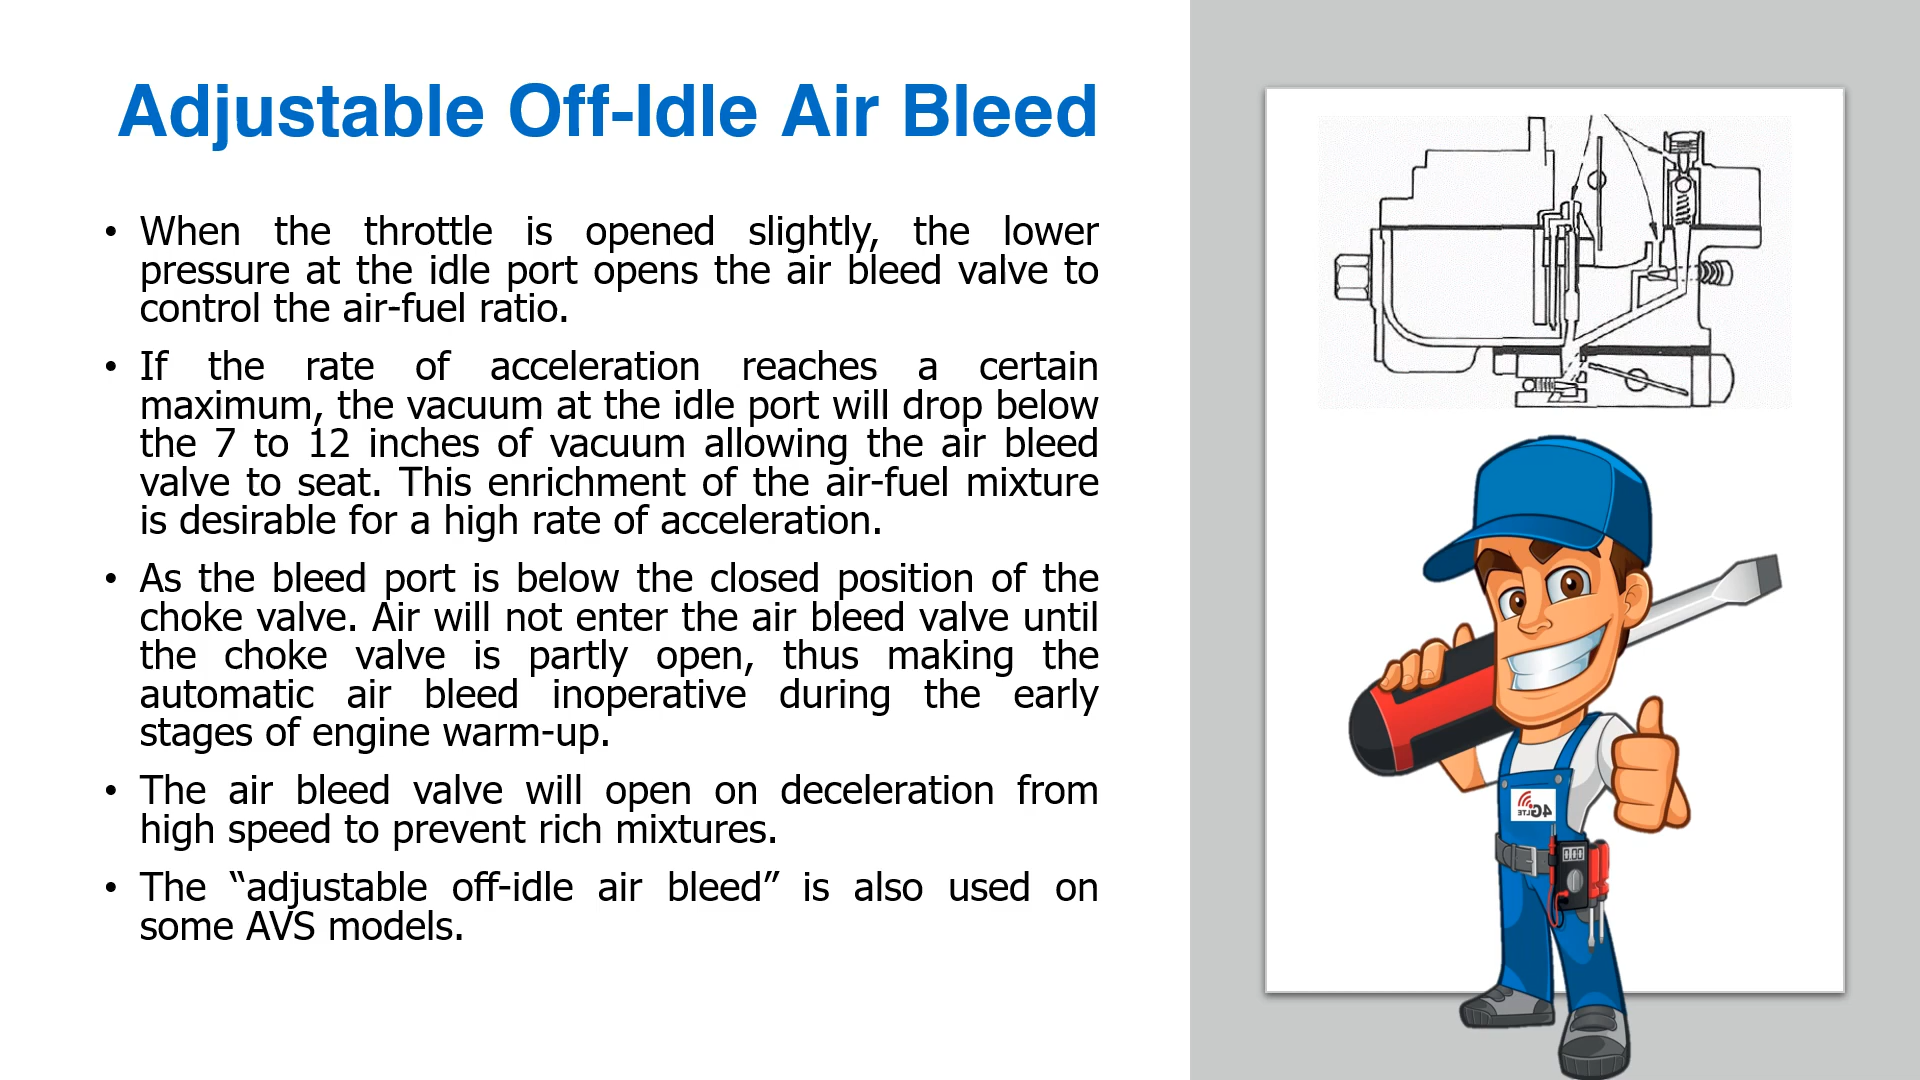 Adjustable Off-Idle Air Bleed
• When the throttle is opened slightly, the lower
pressure at the idle port opens the air bleed valve to
control the air-fuel ratio.
• If the rate of acceleration reaches a certain
maximum, the vacuum at the idle port will drop below
the 7 to 12 inches of vacuum allowing the air bleed
valve to seat. This enrichment of the air-fuel mixture
is desirable for a high rate of acceleration.
• As the bleed port is below the closed position of the
choke valve. Air will not enter the air bleed valve until
the choke valve is partly open, thus making the
automatic air bleed inoperative during the early
stages of engine warm-up.
• The air bleed valve will open on deceleration from
high speed to prevent rich mixtures.
• The “adjustable off-idle air bleed” is also used on
some AVS models.
4G LTE
0.00